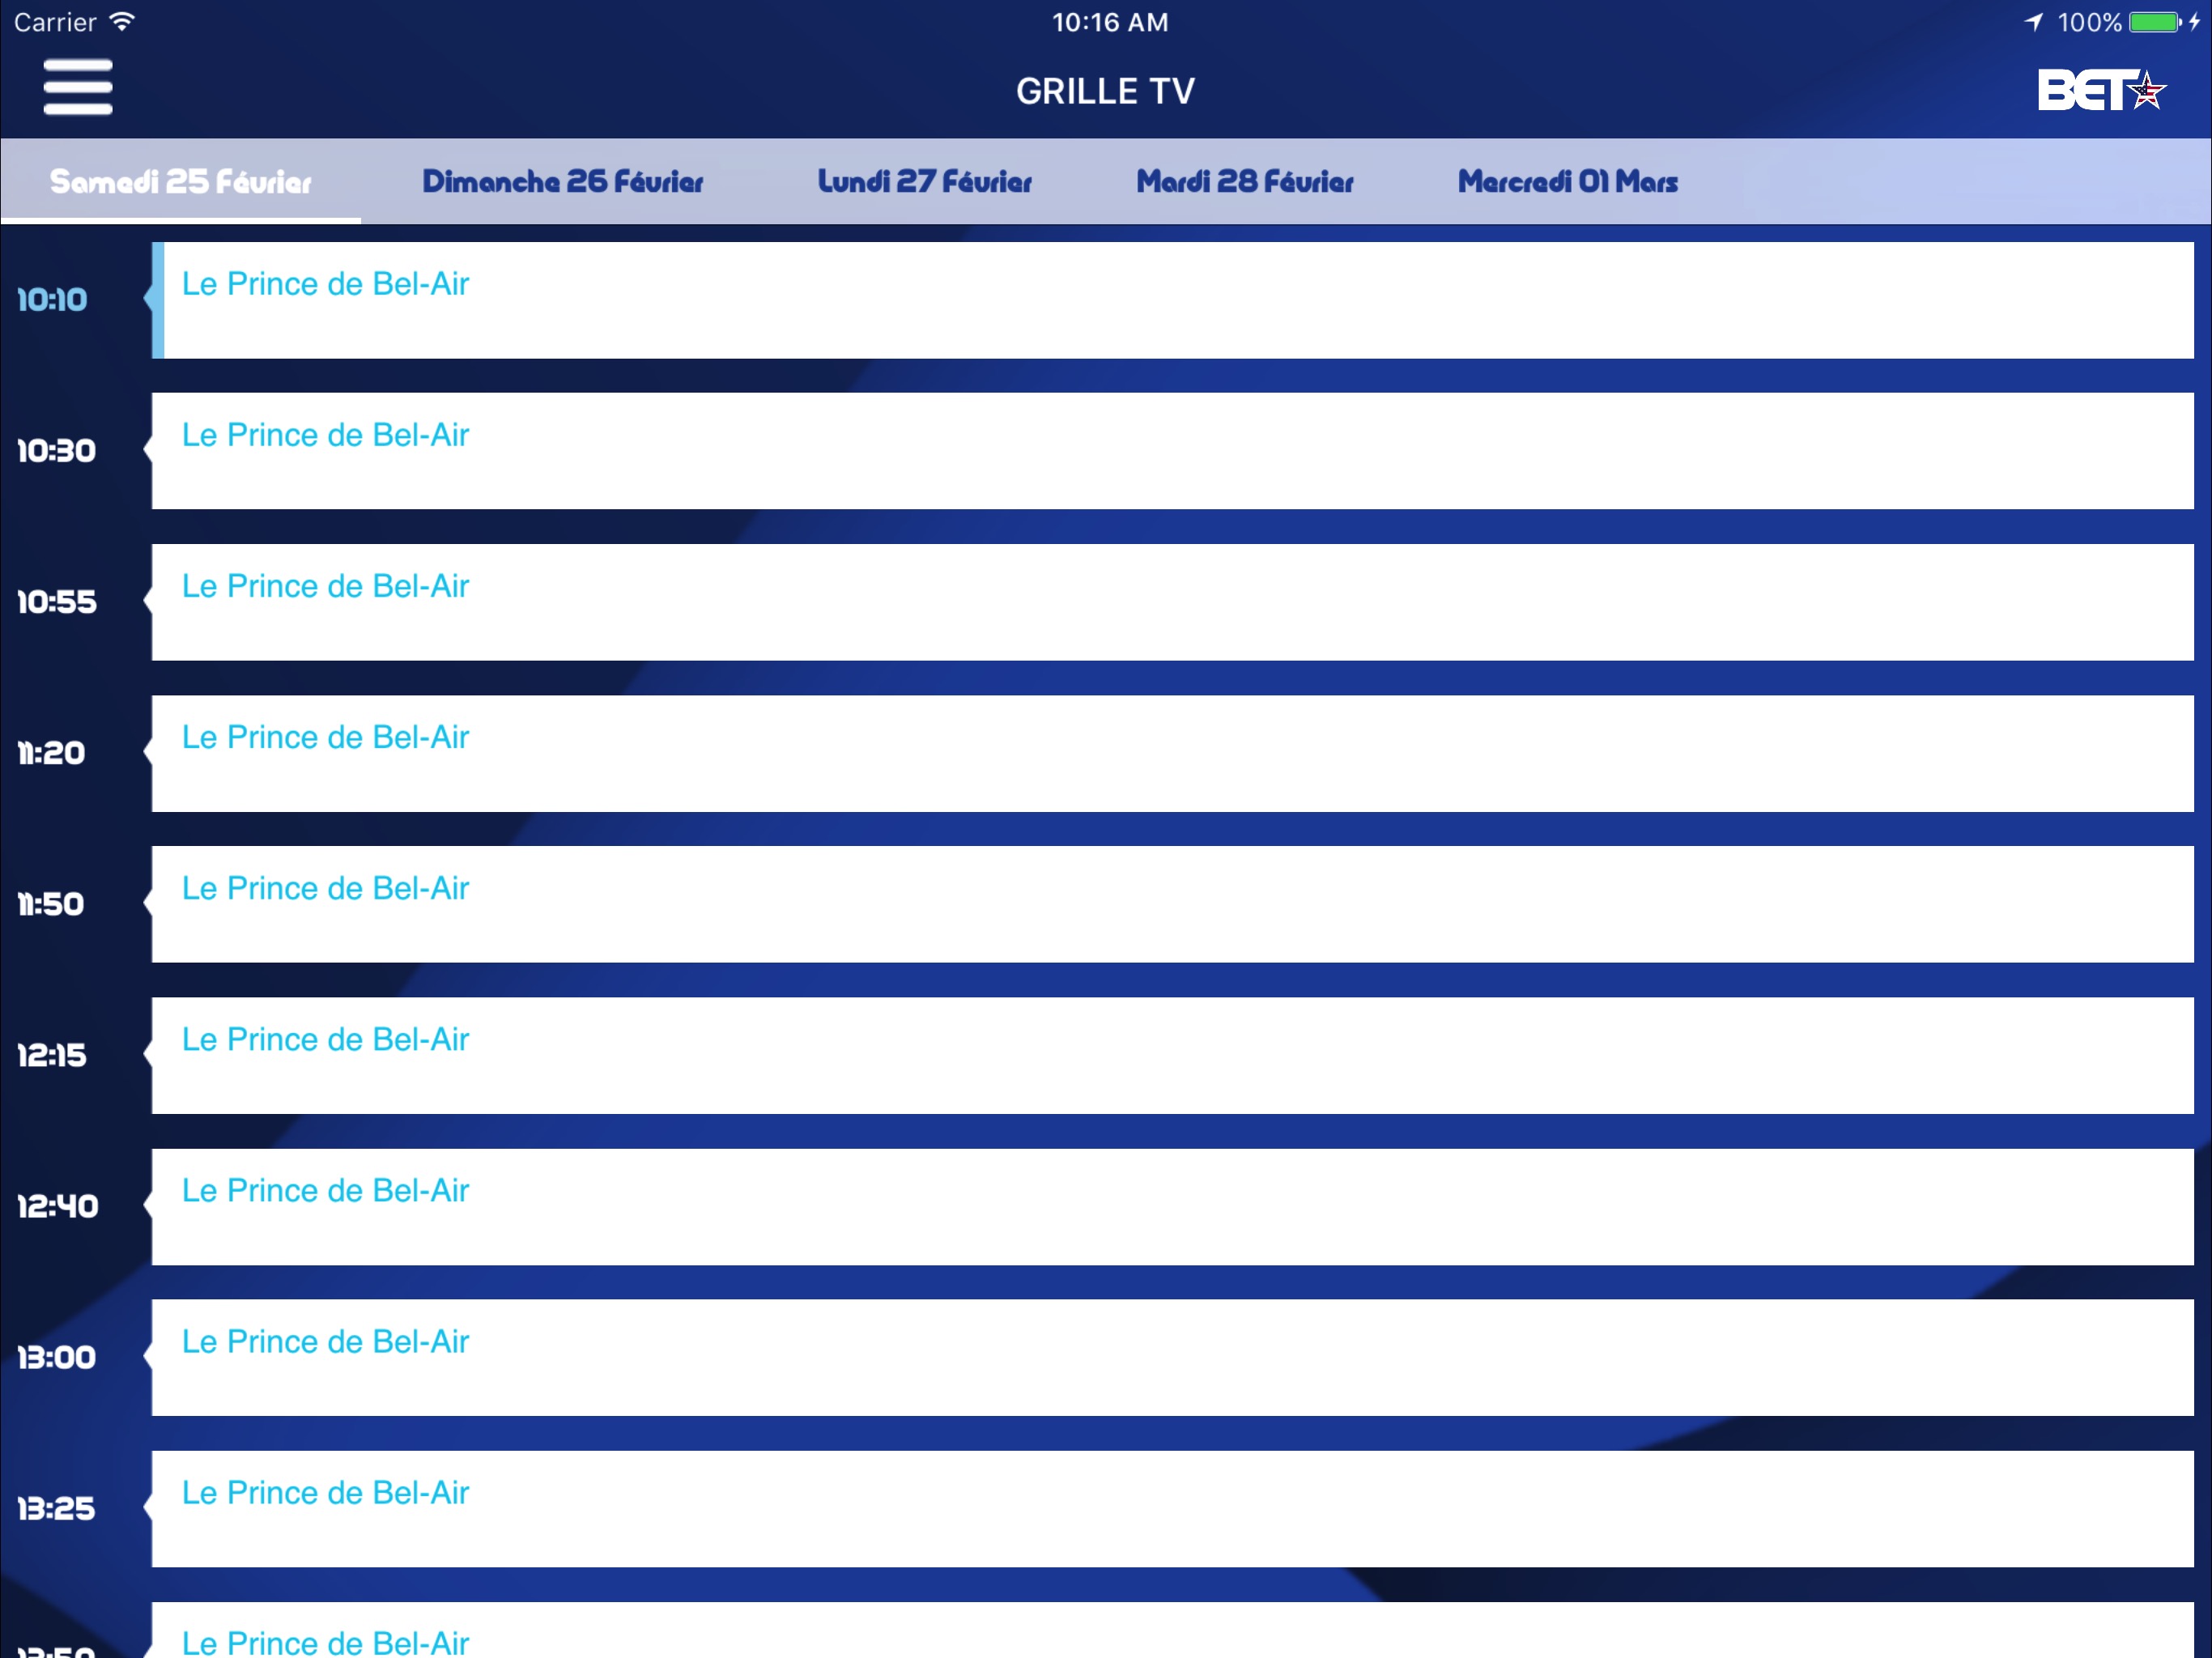 Carrier 10:16 AM 100%
GRILLE TV BET
Samedi 25 Février Dimanche 26 Février Lundi 27 Février Mardi 28 Février Mercredi 01 Mars
10:10 Le Prince de Bel-Air
10:30 Le Prince de Bel-Air
10:55 Le Prince de Bel-Air
11:20 Le Prince de Bel-Air
11:50 Le Prince de Bel-Air
12:15 Le Prince de Bel-Air
12:40 Le Prince de Bel-Air
13:00 Le Prince de Bel-Air
13:25 Le Prince de Bel-Air
13:50 Le Prince de Bel-Air